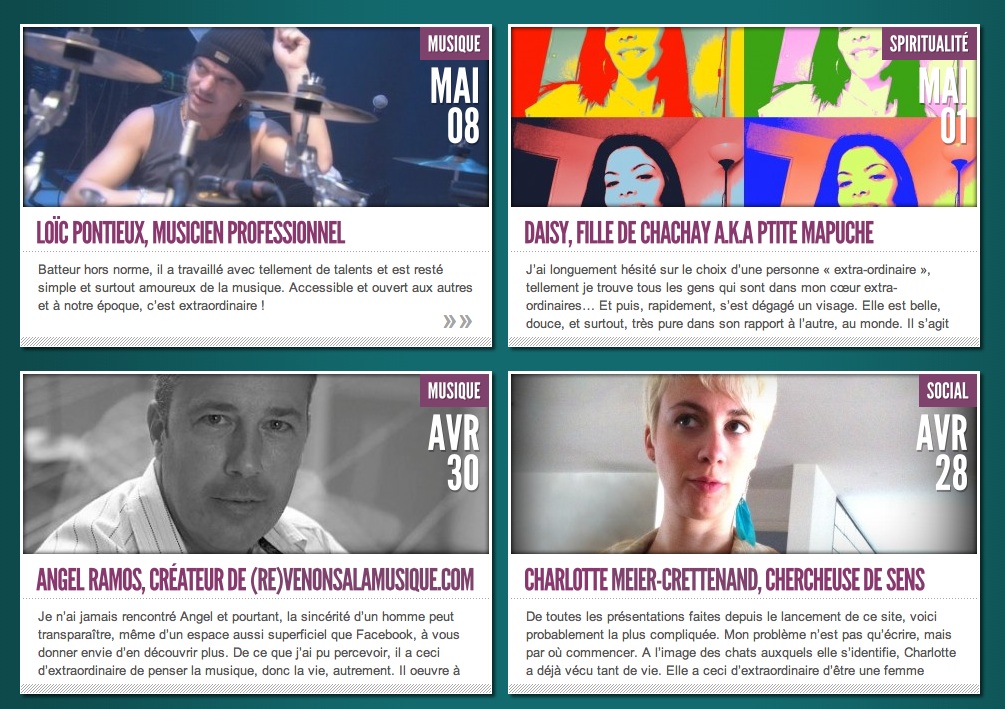 MUSIQUE
MAI
08
LOÏC PONTIEUX, MUSICIEN PROFESSIONNEL
Batteur hors norme, il a travaillé avec tellement de talents et est resté
simple et surtout amoureux de la musique. Accessible et ouvert aux autres
et à notre époque, c'est extraordinaire !
»»
SPIRITUALITÉ
MAI
01
DAISY, FILLE DE CHACHAY A.K.A PTITE MAPUCHE
J'ai longuement hésité sur le choix d'une personne « extra-ordinaire »,
tellement je trouve tous les gens qui sont dans mon cœur extra-
ordinaires… Et puis, rapidement, s'est dégagé un visage. Elle est belle,
douce, et surtout, très pure dans son rapport à l'autre, au monde. Il s'agit
MUSIQUE
AVR
30
ANGEL RAMOS, CRÉATEUR DE (RE)VENONSALAMUSIQUE.COM
Je n'ai jamais rencontré Angel et pourtant, la sincérité d'un homme peut
transparaître, même d'un espace aussi superficiel que Facebook, à vous
donner envie d'en découvrir plus. De ce que j'ai pu percevoir, il a ceci
d'extraordinaire de penser la musique, donc la vie, autrement. Il oeuvre à
SOCIAL
AVR
28
CHARLOTTE MEIER-CRETTENAND, CHERCHEUSE DE SENS
De toutes les présentations faites depuis le lancement de ce site, voici
probablement la plus compliquée. Mon problème n'est pas qu'écrire, mais
par où commencer. A l'image des chats auxquels elle s'identifie, Charlotte
a déjà vécu tant de vie. Elle a ceci d'extraordinaire d'être une femme